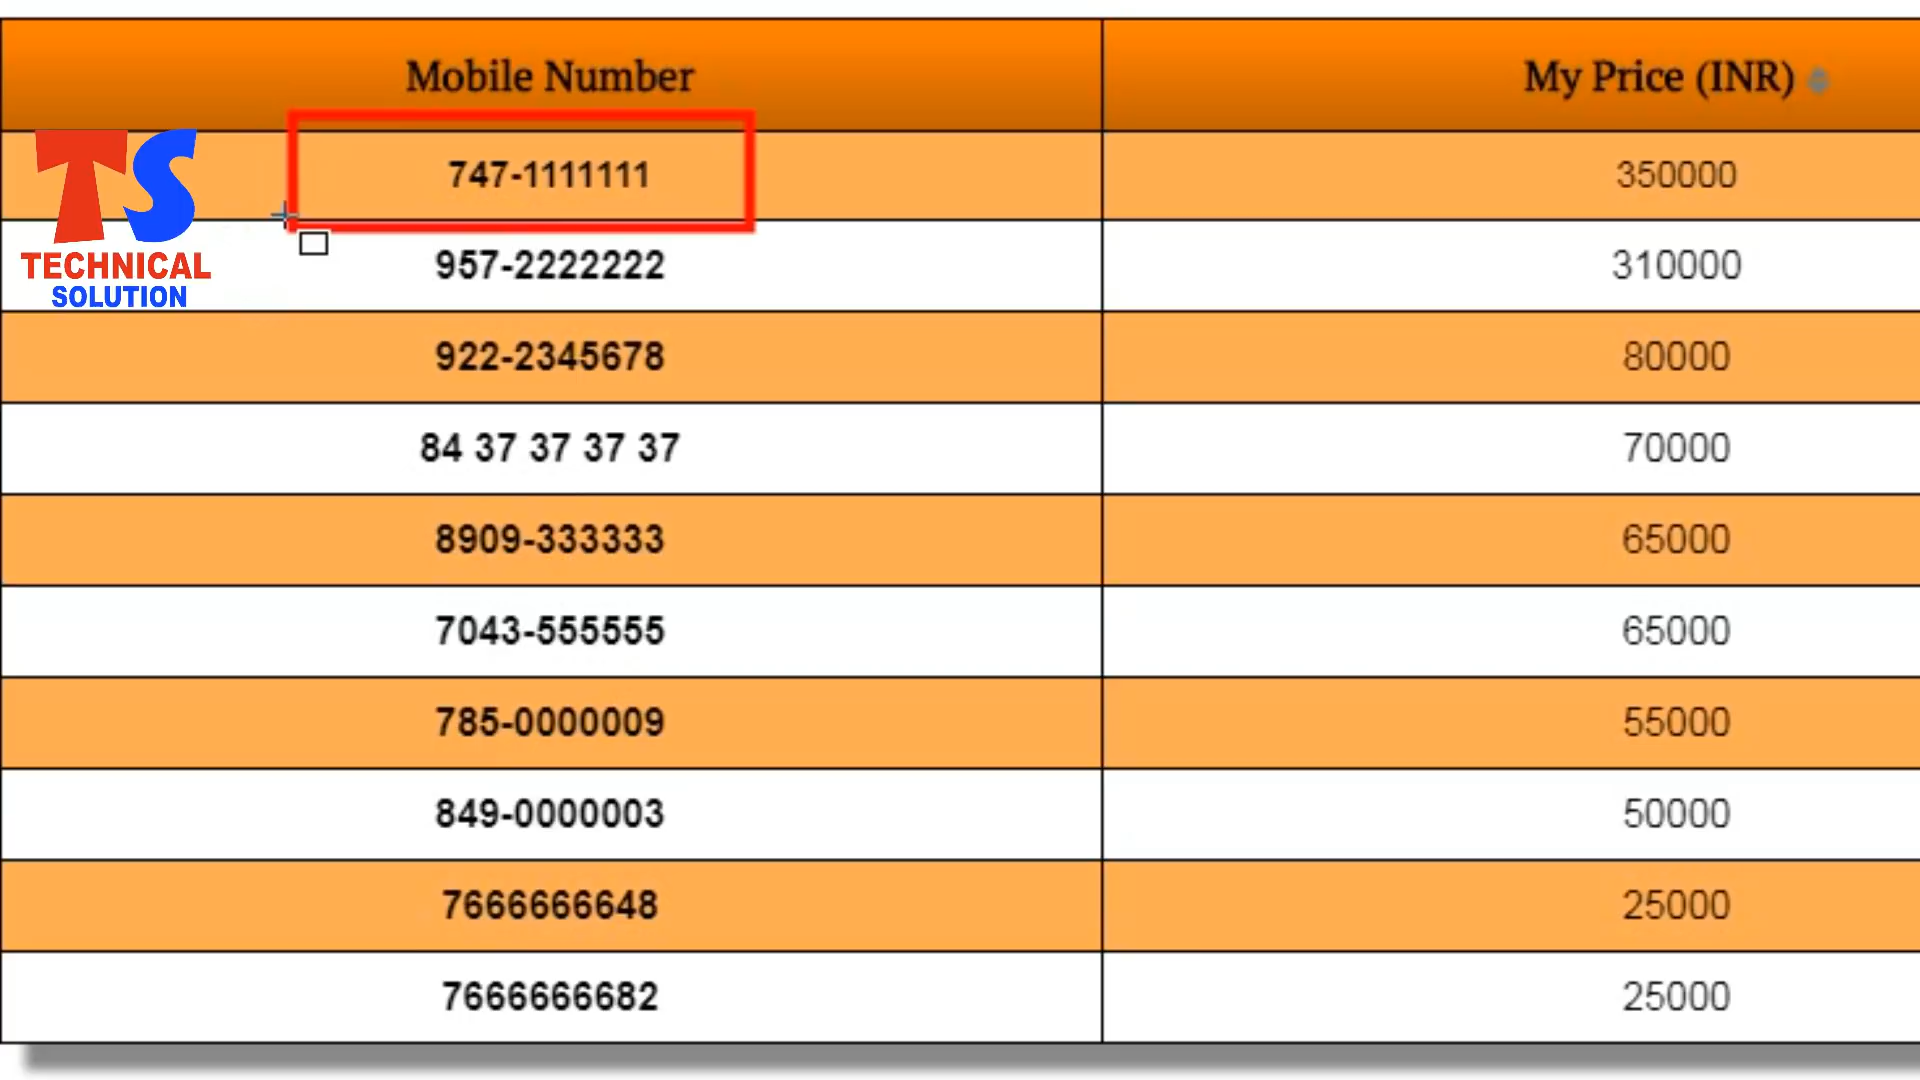 Mobile Number My Price (INR)
747-1111111 350000
TS
TECHNICAL
SOLUTION
957-2222222 310000
922-2345678 80000
84 37 37 37 37 70000
8909-333333 65000
7043-555555 65000
785-0000009 55000
849-0000003 50000
7666666648 25000
7666666682 25000